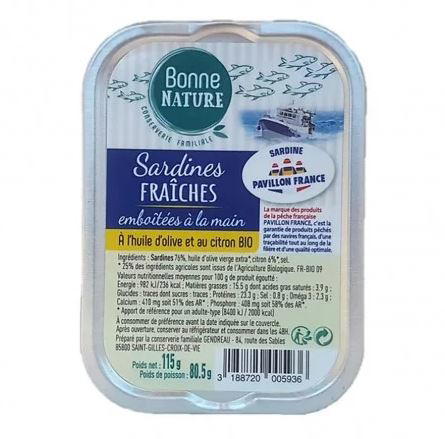 Bonne
NATURE
CONSERVERIE FAMILIALE
Sardines
FRAÎCHES
emboîtées à la main
À l'huile d'olive et au citron BIO
SARDINE
PAVILLON FRANCE
La marque des produits
de la pêche française
PAVILLON FRANCE, c'est la
garantie de produits pêchés
par des navires français, d'une
traçabilité tout au long de la
filière et d'une qualité optimale.
Ingrédients : Sardines 76%, huile d'olive vierge extra*, citron 6%*, sel.
* 25% des ingrédients agricoles sont issus de l'Agriculture Biologique. FR-BIO 09
Valeurs nutritionnelles moyennes pour 100 g de produit égoutté :
Energie : 982 kJ/236 kcal ; Matières grasses : 15.5 g dont acides gras saturés : 3.9 g ;
Glucides : traces dont sucres : traces ; Protéines : 23.3 g ; Sel : 0.8 g ; Oméga 3 : 2.3 g ;
Calcium : 410 mg soit 51% des AR* ; Phosphore : 408 mg soit 58% des AR*.
* Apport de référence pour un adulte-type (8400 kJ / 2000 kcal)
À consommer de préférence avant la date indiquée sur le couvercle.
Après ouverture, conserver au réfrigérateur et consommer dans les 48H.
Préparé par la conserverie familiale GENDREAU - 84, route des Sables
85800 SAINT-GILLES-CROIX-DE-VIE
Poids net : 115g
Poids de poisson : 80.5g
3 188720 005936